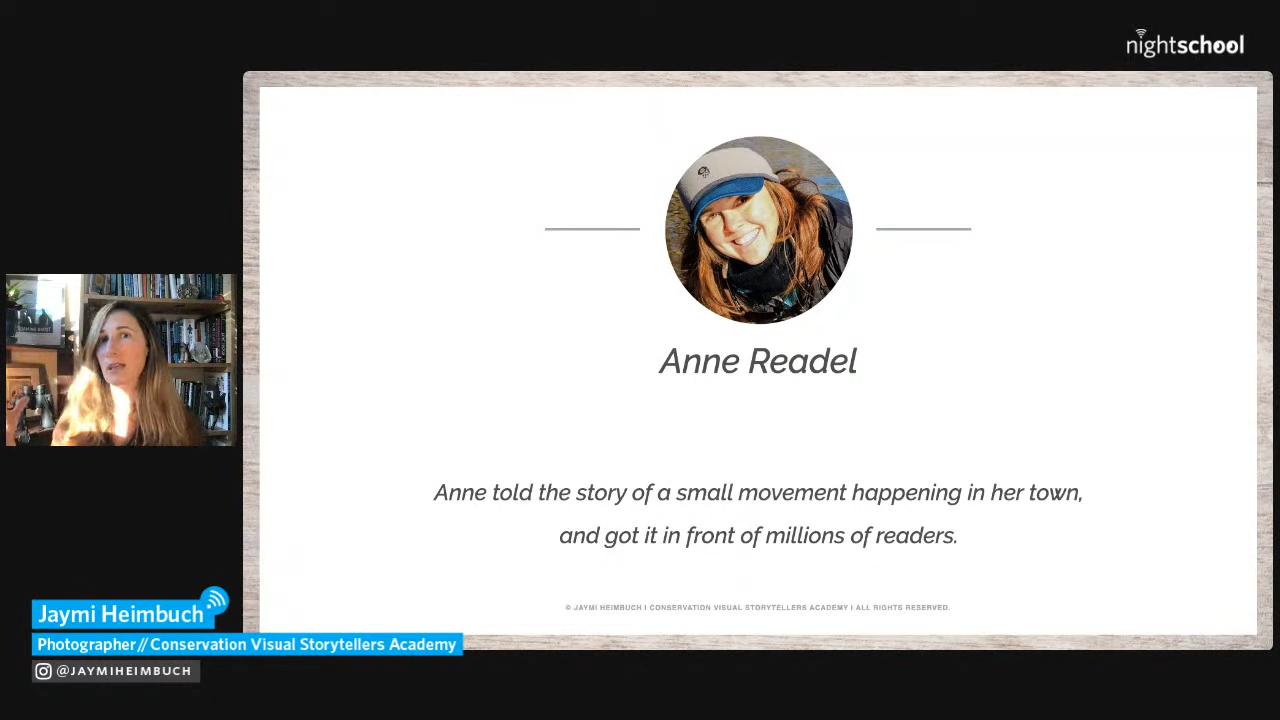 nightschool
Anne Readel
Anne told the story of a small movement happening in her town,
and got it in front of millions of readers.
© JAYMI HEIMBUCH I CONSERVATION VISUAL STORYTELLERS ACADEMY I ALL RIGHTS RESERVED.
Jaymi Heimbuch
Photographer//Conservation Visual Storytellers Academy
@JAYMIHEIMBUCH